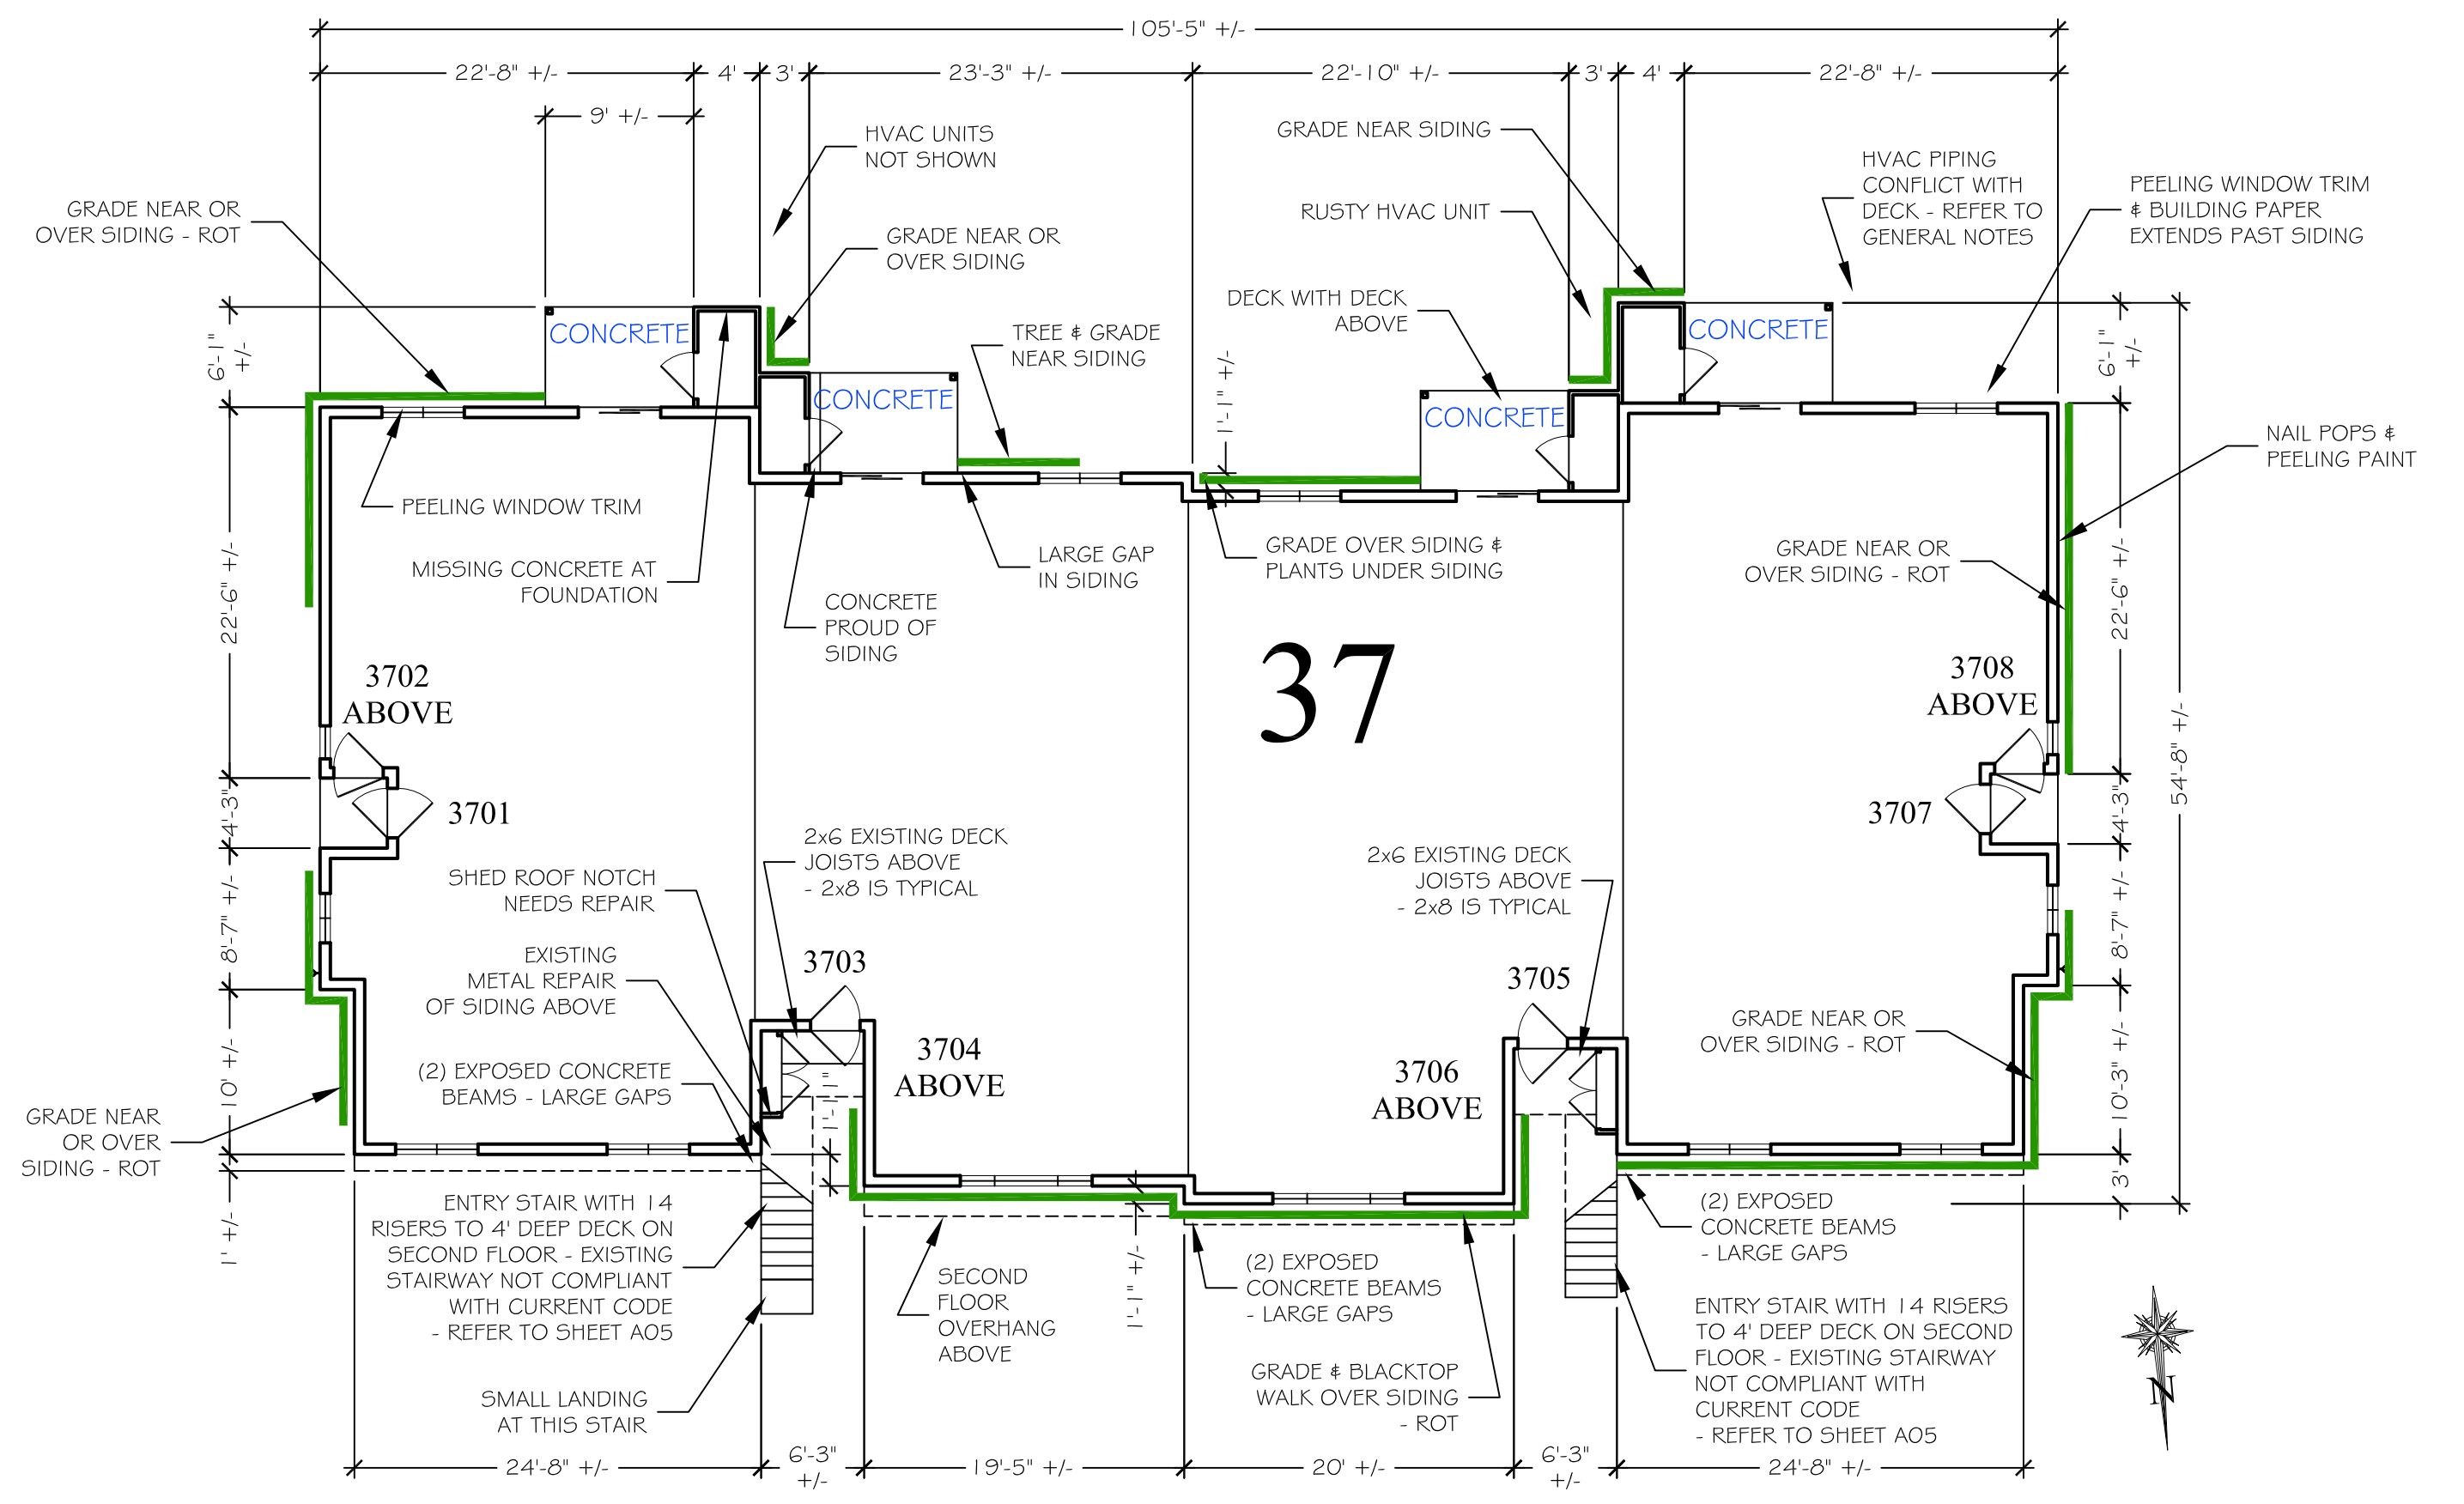 105'-5" +/-
22'-8" +/-
4'
3'
23'-3" +/-
22'-10" +/-
3'
4'
22'-8" +/-
9' +/-
HVAC UNITS
NOT SHOWN
GRADE NEAR SIDING
HVAC PIPING
CONFLICT WITH
DECK - REFER TO
GENERAL NOTES
PEELING WINDOW TRIM
& BUILDING PAPER
EXTENDS PAST SIDING
GRADE NEAR OR
OVER SIDING - ROT
RUSTY HVAC UNIT
GRADE NEAR OR
OVER SIDING
DECK WITH DECK
ABOVE
TREE & GRADE
NEAR SIDING
6'-1"
+/-
CONCRETE
CONCRETE
1'-1" +/-
CONCRETE
CONCRETE
6'-1"
+/-
NAIL POPS &
PEELING PAINT
PEELING WINDOW TRIM
MISSING CONCRETE AT
FOUNDATION
LARGE GAP
IN SIDING
GRADE OVER SIDING &
PLANTS UNDER SIDING
GRADE NEAR OR
OVER SIDING - ROT
CONCRETE
PROUD OF
SIDING
22'-6" +/-
22'-6" +/-
37
3702
ABOVE
3708
ABOVE
54'-8" +/-
3701
3707
4'-3"
4'-3"
2x6 EXISTING DECK
JOISTS ABOVE
- 2x8 IS TYPICAL
2x6 EXISTING DECK
JOISTS ABOVE
- 2x8 IS TYPICAL
SHED ROOF NOTCH
NEEDS REPAIR
8'-7" +/-
8'-7" +/-
EXISTING
METAL REPAIR
OF SIDING ABOVE
3703
3705
GRADE NEAR OR
OVER SIDING - ROT
3704
ABOVE
3706
ABOVE
(2) EXPOSED CONCRETE
BEAMS - LARGE GAPS
10' +/-
1'-1"
10'-3" +/-
GRADE NEAR
OR OVER
SIDING - ROT
3'
1' +/-
ENTRY STAIR WITH 14
RISERS TO 4' DEEP DECK ON
SECOND FLOOR - EXISTING
STAIRWAY NOT COMPLIANT
WITH CURRENT CODE
- REFER TO SHEET A05
SECOND
FLOOR
OVERHANG
ABOVE
1'-1" +/-
(2) EXPOSED
CONCRETE BEAMS
- LARGE GAPS
(2) EXPOSED
CONCRETE BEAMS
- LARGE GAPS
ENTRY STAIR WITH 14 RISERS
TO 4' DEEP DECK ON SECOND
FLOOR - EXISTING STAIRWAY
NOT COMPLIANT WITH
CURRENT CODE
- REFER TO SHEET A05
GRADE & BLACKTOP
WALK OVER SIDING
- ROT
SMALL LANDING
AT THIS STAIR
N
24'-8" +/-
6'-3"
+/-
19'-5" +/-
20' +/-
6'-3"
+/-
24'-8" +/-